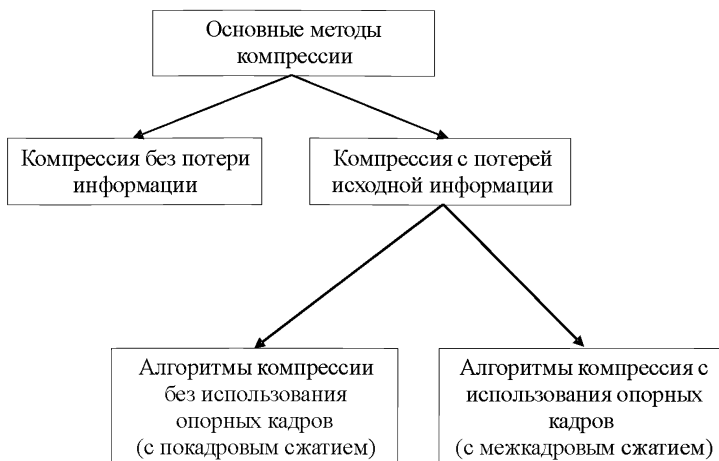 Основные методы
компрессии
Компрессия без потери
информации
Компрессия с потерей
исходной информации
Алгоритмы компрессии
без использования
опорных кадров
(с покадровым сжатием)
Алгоритмы компрессия с
использования опорных
кадров
(с межкадровым сжатием)